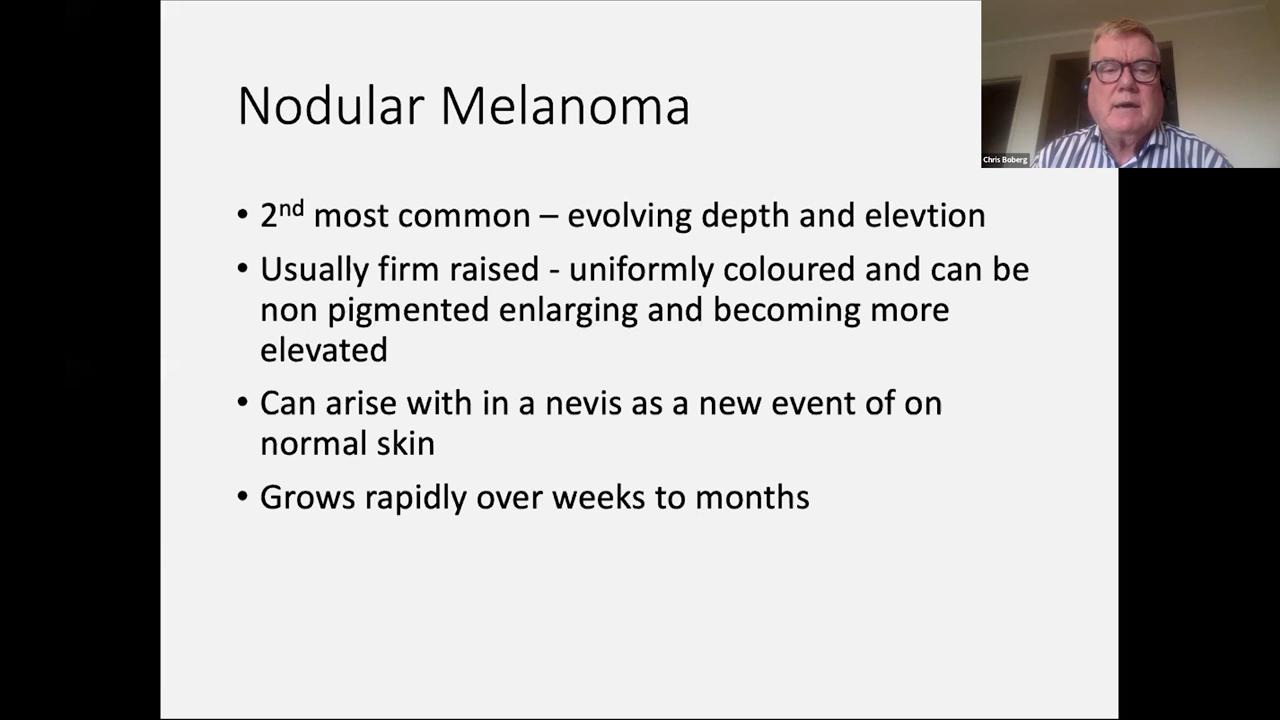 Nodular Melanoma
Chris Boberg
• 2nd most common – evolving depth and elevtion
• Usually firm raised - uniformly coloured and can be
non pigmented enlarging and becoming more
elevated
• Can arise with in a nevis as a new event of on
normal skin
• Grows rapidly over weeks to months